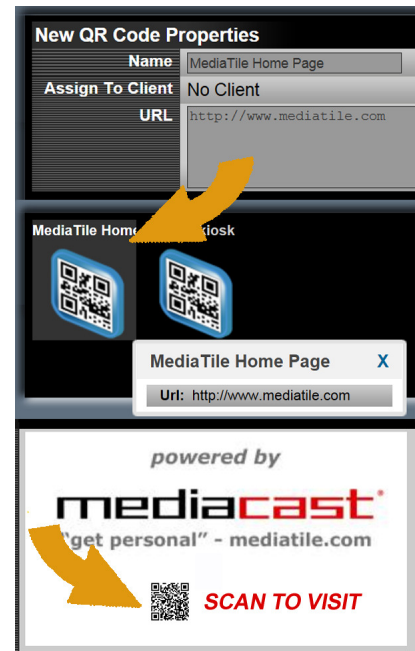 New QR Code Properties
Name MediaTile Home Page
Assign To Client No Client
URL http://www.mediatile.com
MediaTile Home kiosk
MediaTile Home Page X
Url: http://www.mediatile.com
powered by
mediacast
"get personal" - mediatile.com
SCAN TO VISIT